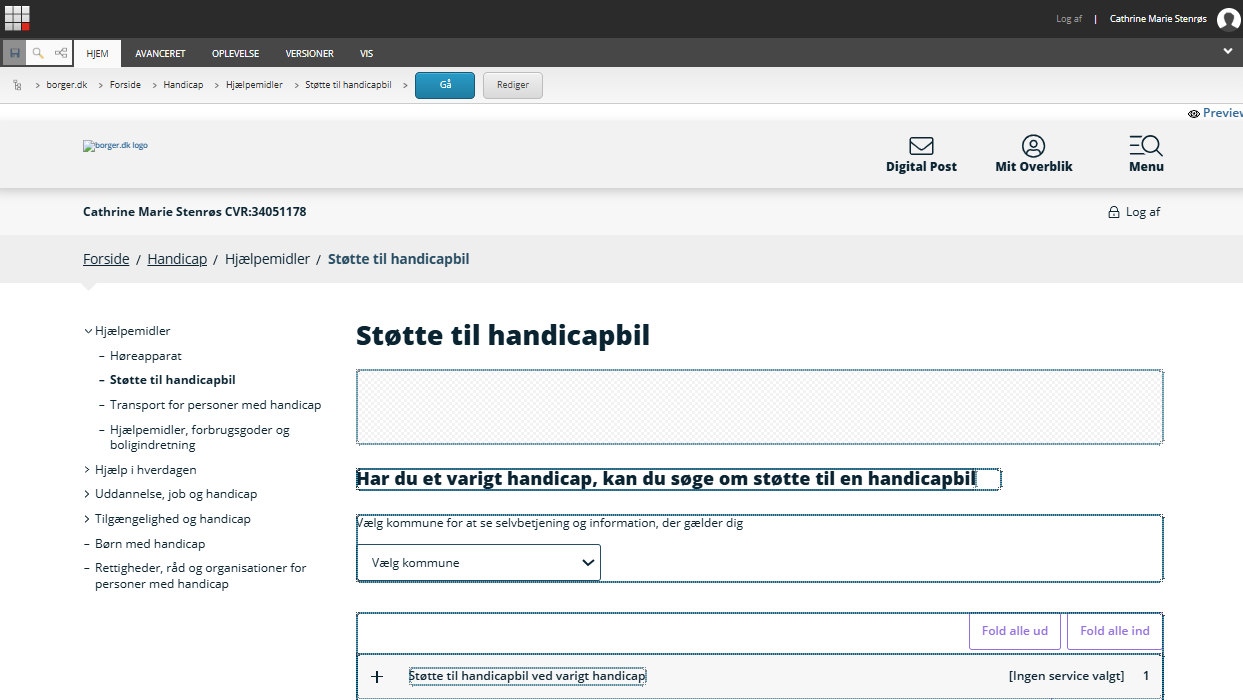 Log af | Cathrine Marie Stenrøs
HJEM AVANCERET OPLEVELSE VERSIONER VIS
borger.dk > Forside > Handicap > Hjælpemidler > Støtte til handicapbil > Gå Rediger
Preview
borger.dk logo
Digital Post Mit Overblik Menu
Cathrine Marie Stenrøs CVR:34051178 Log af
Forside / Handicap / Hjælpemidler / Støtte til handicapbil
Hjælpemidler
– Høreapparat
– Støtte til handicapbil
– Transport for personer med handicap
– Hjælpemidler, forbrugsgoder og
boligindretning
Hjælp i hverdagen
Uddannelse, job og handicap
Tilgængelighed og handicap
– Børn med handicap
– Rettigheder, råd og organisationer for
personer med handicap
Støtte til handicapbil
Har du et varigt handicap, kan du søge om støtte til en handicapbil
Vælg kommune for at se selvbetjening og information, der gælder dig
Vælg kommune
Fold alle ud Fold alle ind
+ Støtte til handicapbil ved varigt handicap [Ingen service valgt] 1